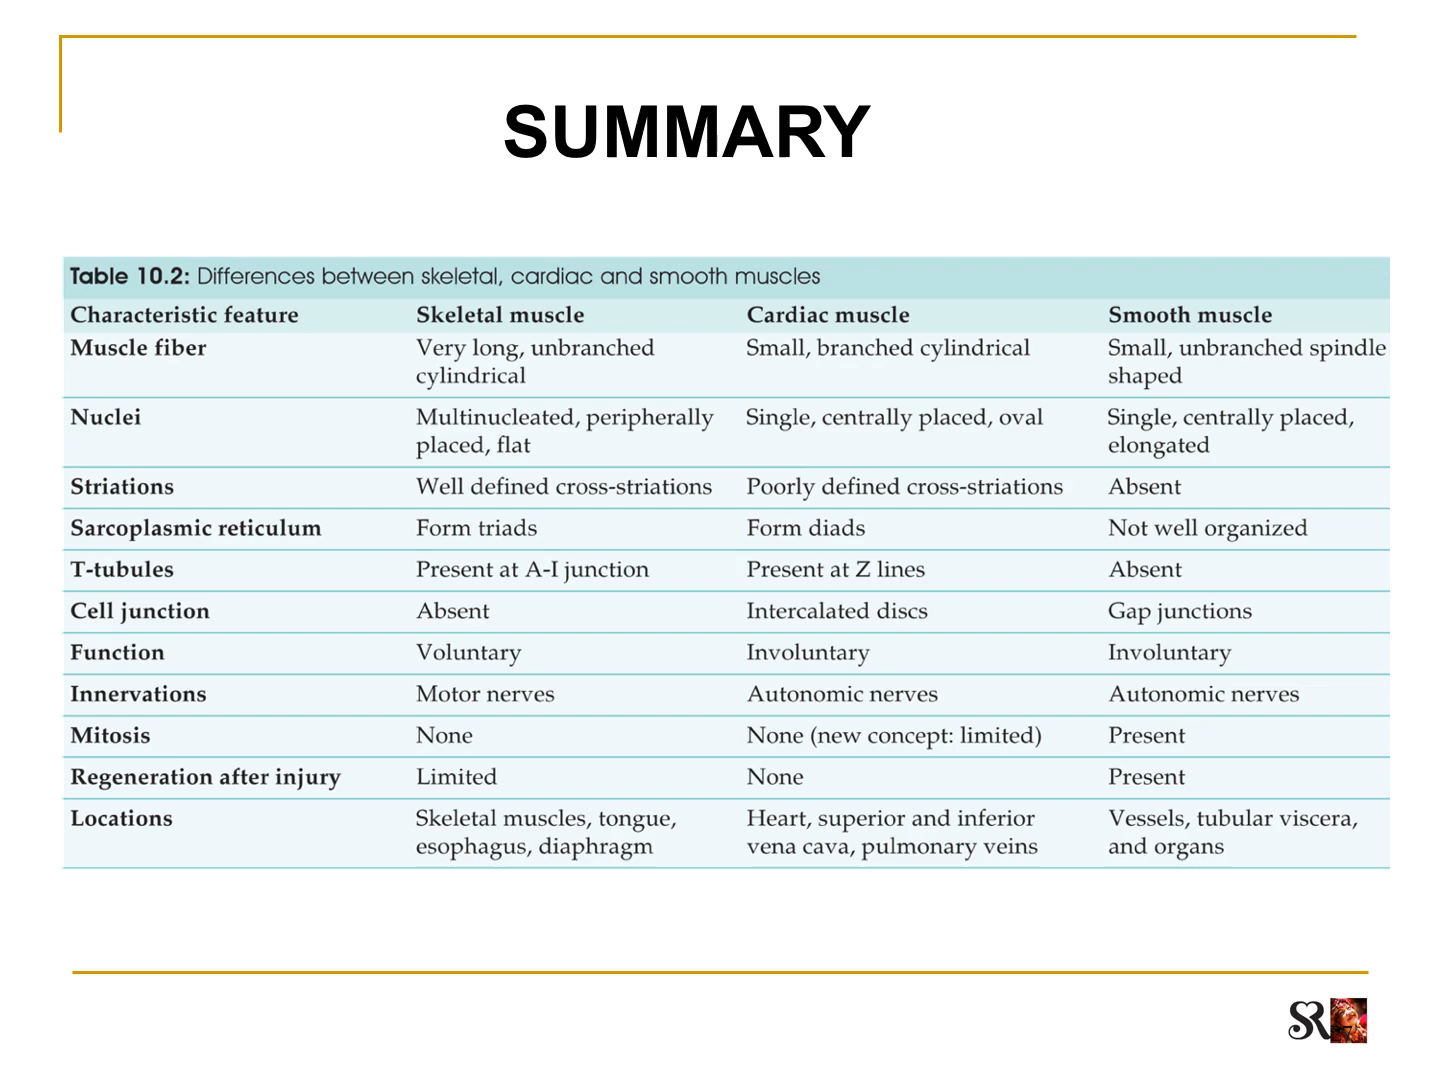 SUMMARY
Table 10.2: Differences between skeletal, cardiac and smooth muscles
Characteristic feature Skeletal muscle Cardiac muscle Smooth muscle
Muscle fiber Very long, unbranched Small, branched cylindrical Small, unbranched spindle
cylindrical shaped
Nuclei Multinucleated, peripherally Single, centrally placed, oval Single, centrally placed,
placed, flat elongated
Striations Well defined cross-striations Poorly defined cross-striations Absent
Sarcoplasmic reticulum Form triads Form diads Not well organized
T-tubules Present at A-I junction Present at Z lines Absent
Cell junction Absent Intercalated discs Gap junctions
Function Voluntary Involuntary Involuntary
Innervations Motor nerves Autonomic nerves Autonomic nerves
Mitosis None None (new concept: limited) Present
Regeneration after injury Limited None Present
Locations Skeletal muscles, tongue, Heart, superior and inferior Vessels, tubular viscera,
esophagus, diaphragm vena cava, pulmonary veins and organs
SR